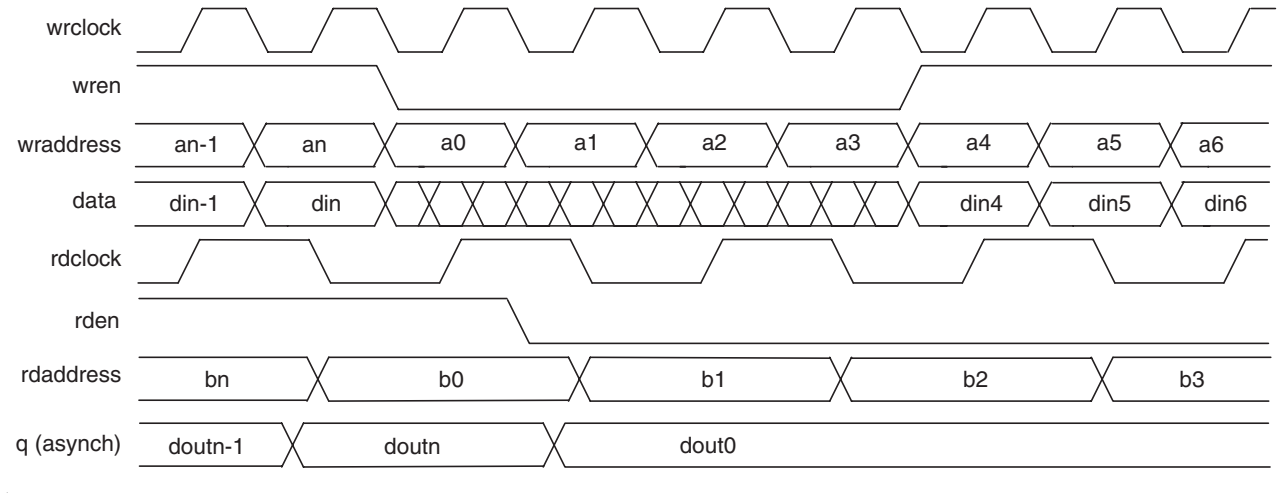 wrclock
wren
wraddress an-1 an a0 a1 a2 a3 a4 a5 a6
data din-1 din din4 din5 din6
rdclock
rden
rdaddress bn b0 b1 b2 b3
q (asynch) doutn-1 doutn dout0